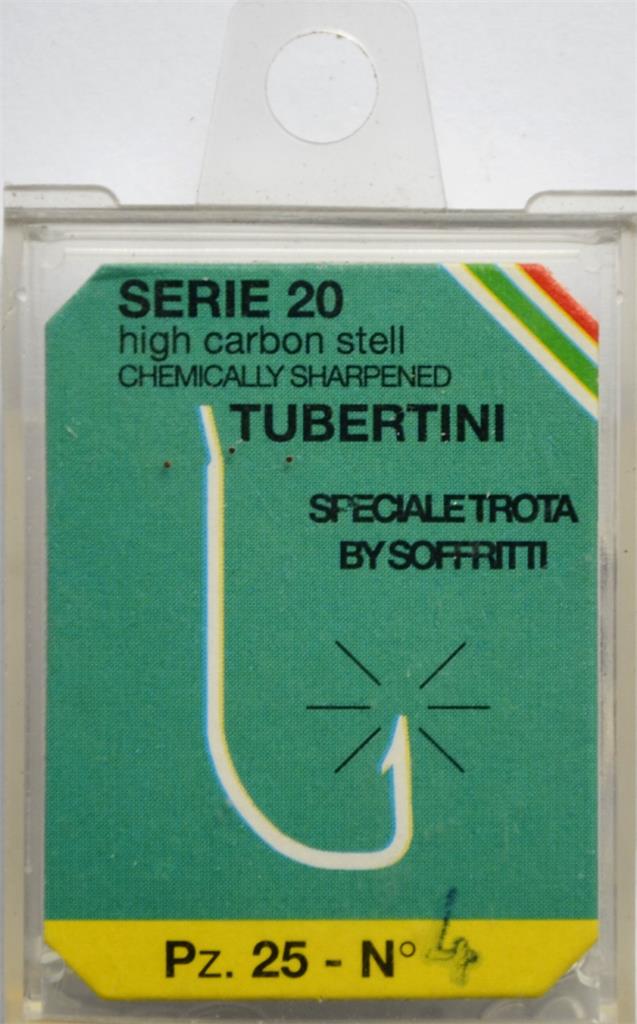 SERIE 20
high carbon stell
CHEMICALLY SHARPENED
TUBERTINI
SPECIALE TROTA
BY SOFFRITTI
Pz. 25 - N° 4